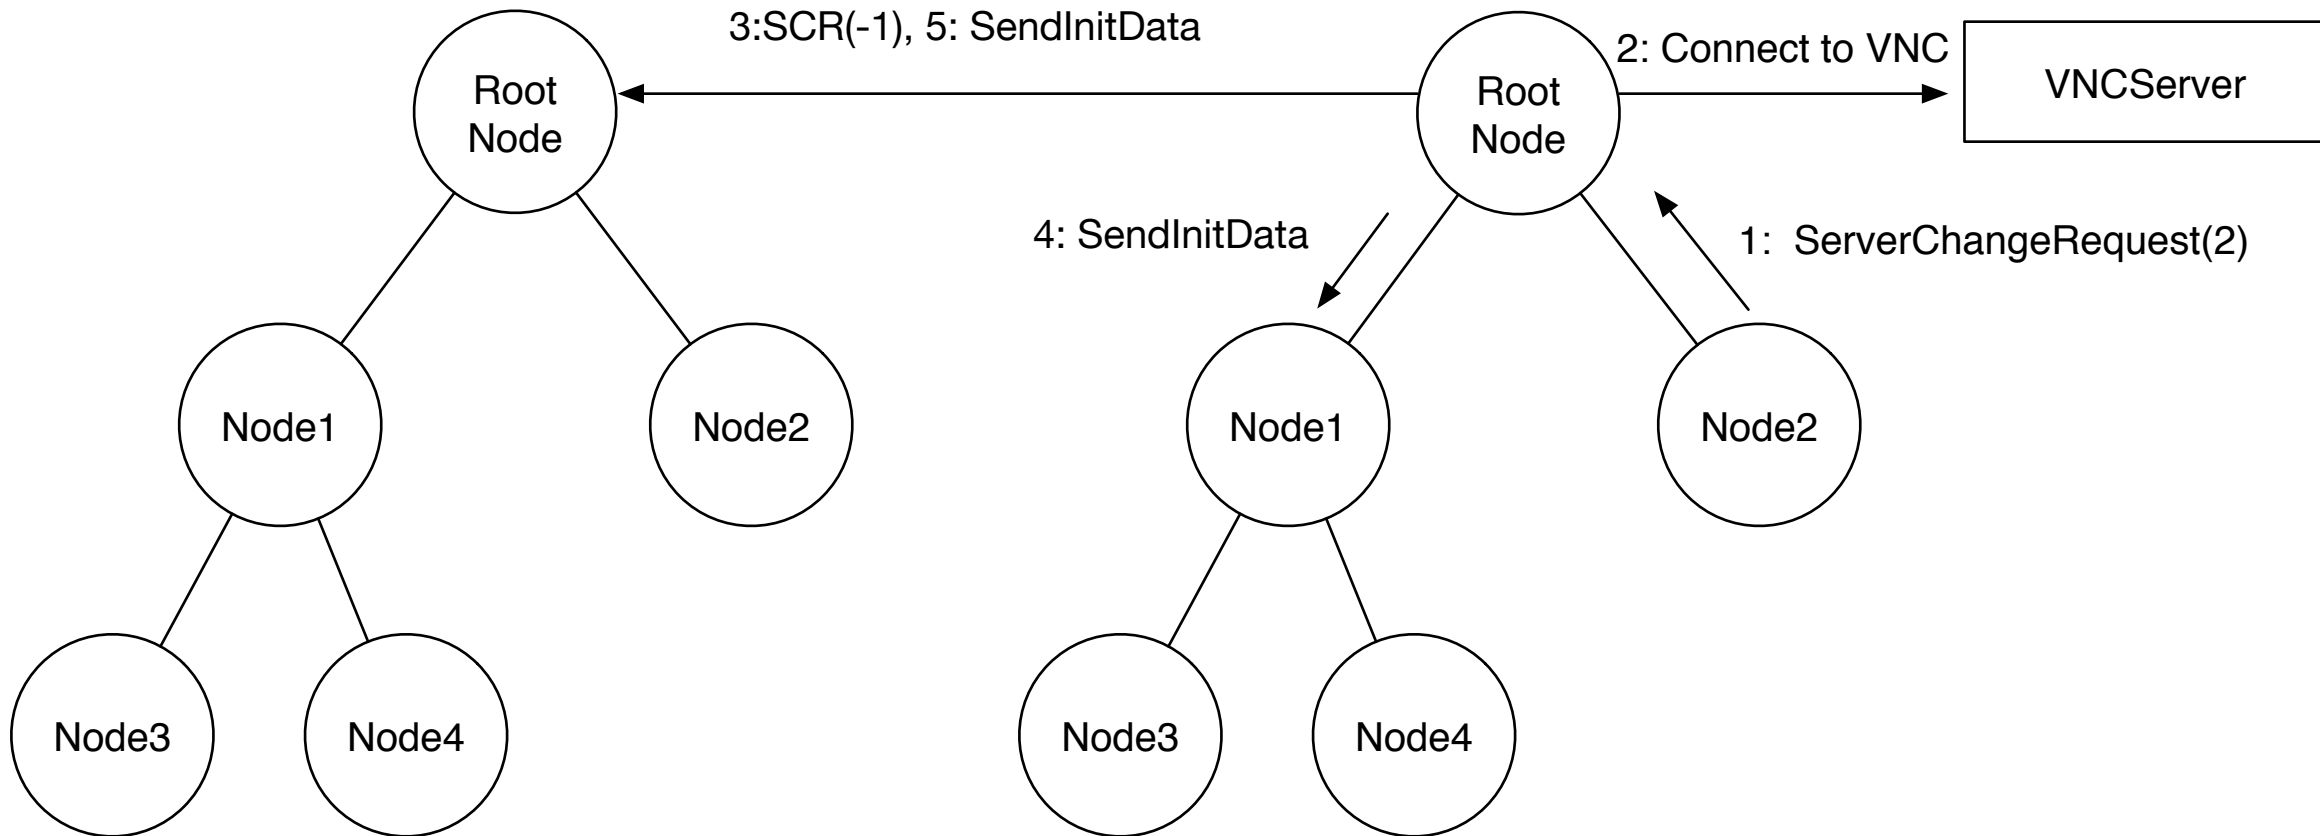 3:SCR(-1), 5: SendInitData
2: Connect to VNC
Root
Node
Root
Node
VNCServer
4: SendInitData
1:  ServerChangeRequest(2)
Node1
Node2
Node1
Node2
Node3
Node4
Node3
Node4